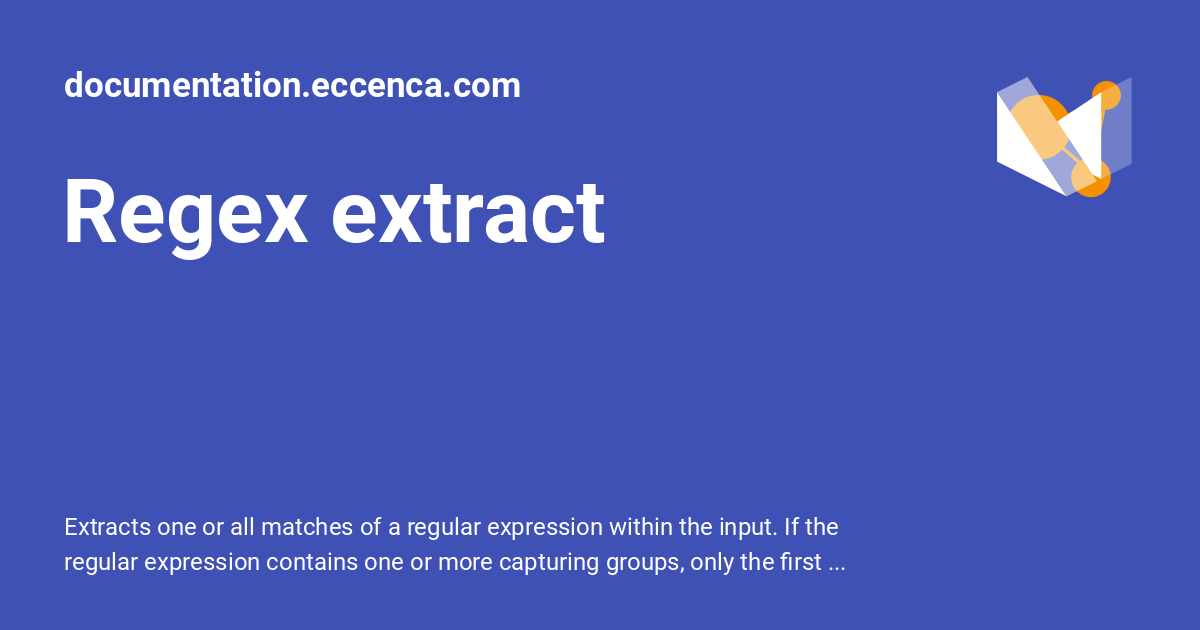 documentation.eccenca.com
Regex extract
Extracts one or all matches of a regular expression within the input. If the
regular expression contains one or more capturing groups, only the first ...